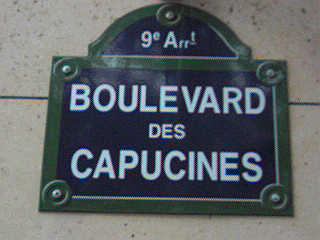 9e Arrt
BOULEVARD
DES
CAPUCINES